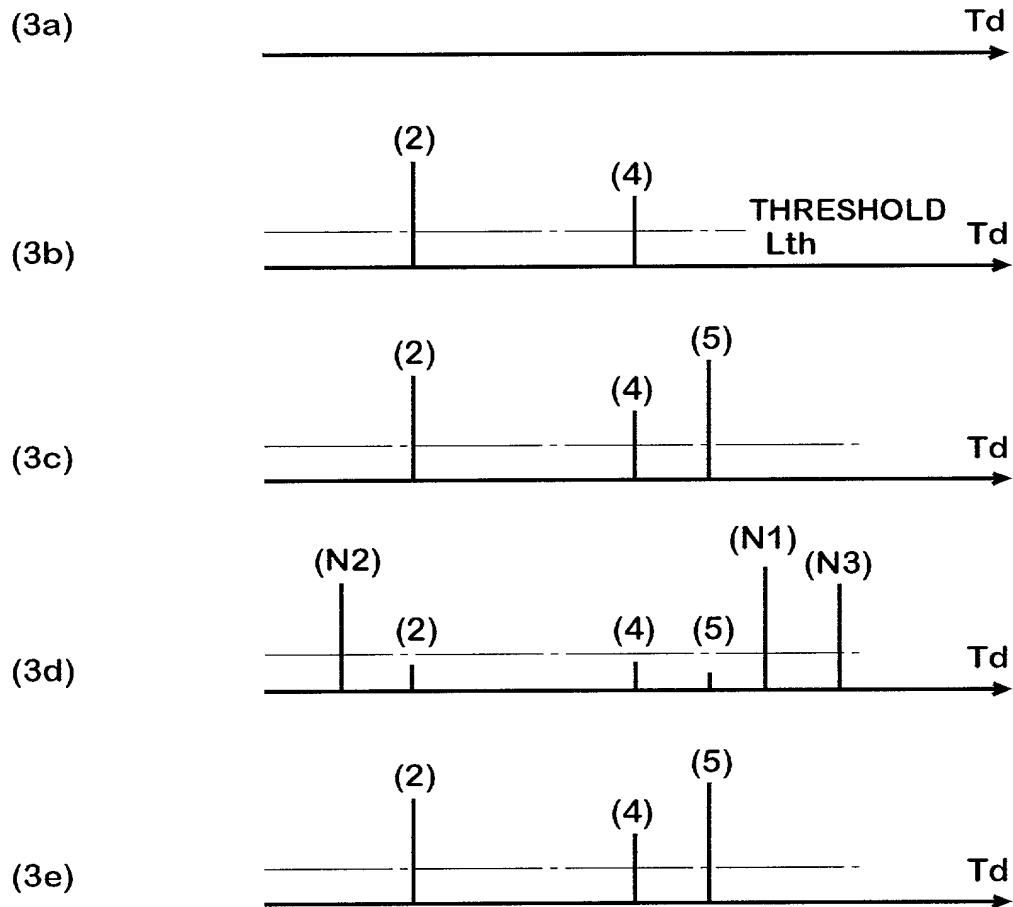 (3a) Td
(2) (4)
THRESHOLD
Lth
(3b) Td
(2) (4) (5)
(3c) Td
(N2) (2) (4) (5) (N1) (N3)
(3d) Td
(2) (4) (5)
(3e) Td